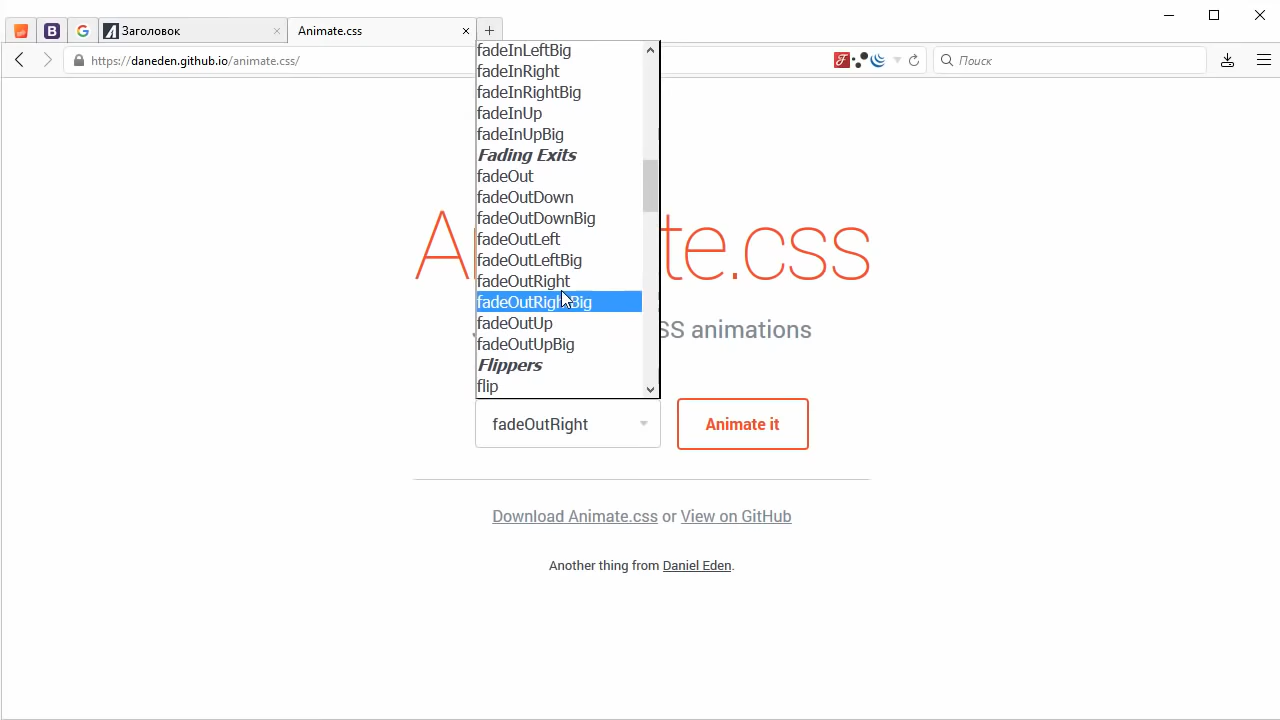 Заголовок
Animate.css
https://daneden.github.io/animate.css/
Поиск
fadeInLeftBig
fadeInRight
fadeInRightBig
fadeInUp
fadeInUpBig
Fading Exits
fadeOut
fadeOutDown
fadeOutDownBig
fadeOutLeft
fadeOutLeftBig
fadeOutRight
fadeOutRightBig
fadeOutUp
fadeOutUpBig
Flippers
flip
te.css
SS animations
fadeOutRight
Animate it
Download Animate.css or View on GitHub
Another thing from Daniel Eden.